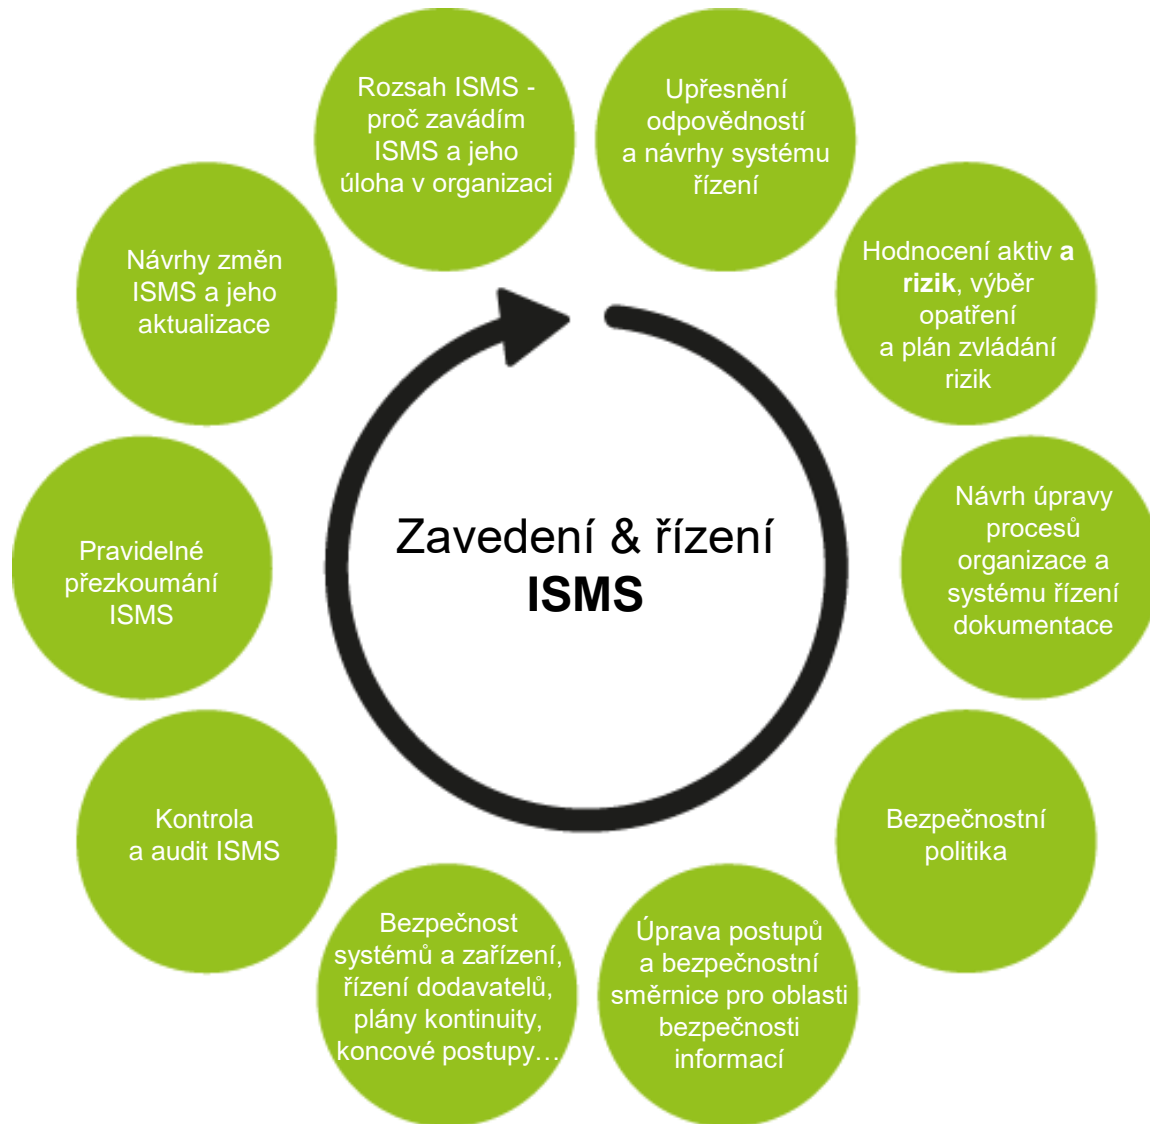 Rozsah ISMS -
proč zavádím
ISMS a jeho
úloha v organizaci
Upřesnění
odpovědností
a návrhy systému
řízení
Hodnocení aktiv a
rizik, výběr
opatření
a plán zvládání
rizik
Návrh úpravy
procesů
organizace a
systému řízení
dokumentace
Bezpečnostní
politika
Úprava postupů
a bezpečnostní
směrnice pro oblasti
bezpečnosti
informací
Bezpečnost
systémů a zařízení,
řízení dodavatelů,
plány kontinuity,
koncové postupy…
Kontrola
a audit ISMS
Pravidelné
přezkoumání
ISMS
Návrhy změn
ISMS a jeho
aktualizace
Zavedení & řízení
ISMS